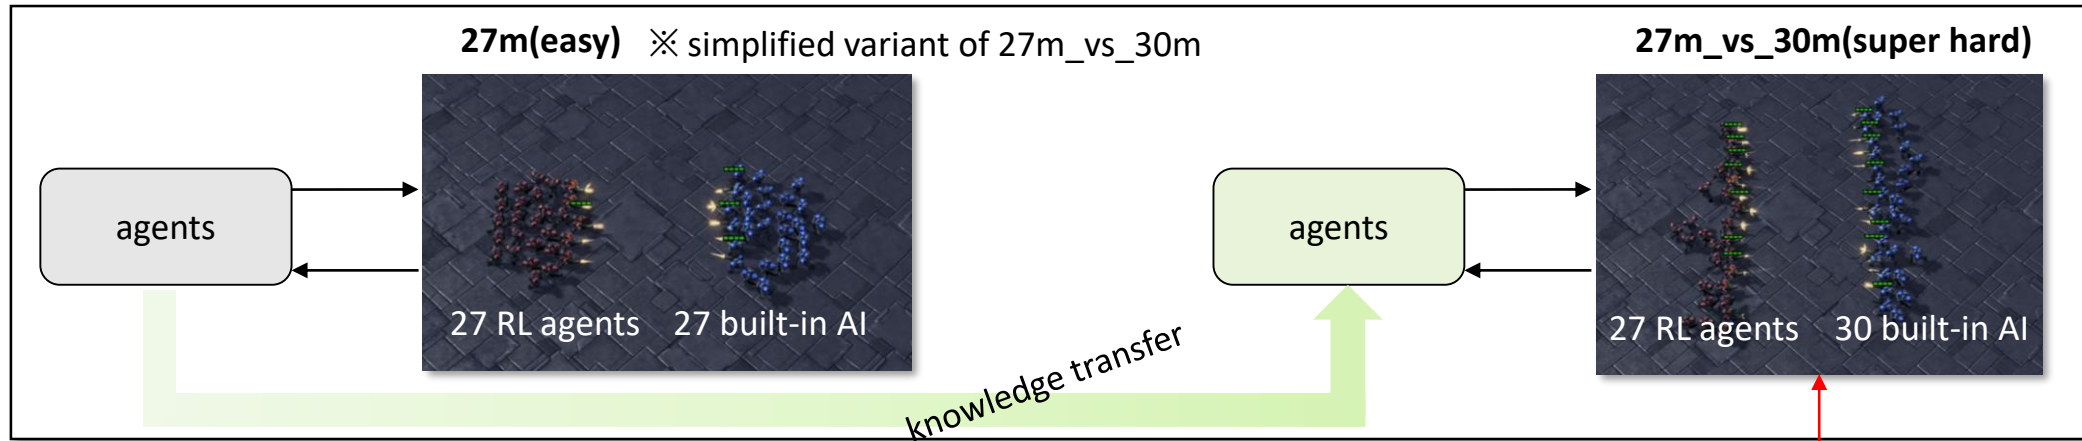 27m(easy) ※ simplified variant of 27m_vs_30m
27m_vs_30m(super hard)
agents
27 RL agents 27 built-in AI
knowledge transfer
agents
27 RL agents 30 built-in AI